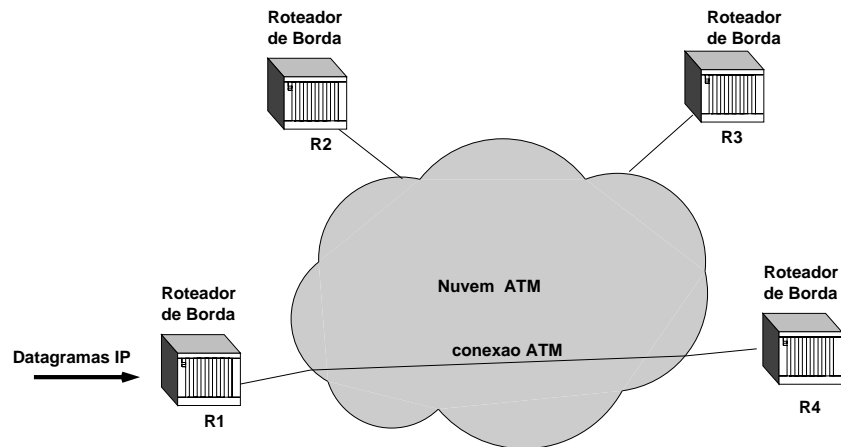 Roteador
de Borda
R2
Roteador
de Borda
R3
Nuvem ATM
Roteador
de Borda
R4
Roteador
de Borda
R1
conexao ATM
Datagramas IP